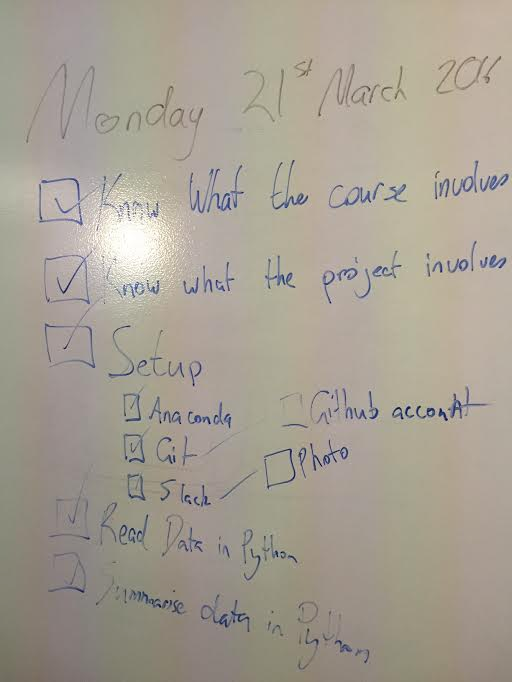 Monday 21st March 2016
Know What the course involves
Know what the project involves
Setup
Anaconda
Github account
Git
Photo
Slack
Read Data in Python
Summarise data in Python